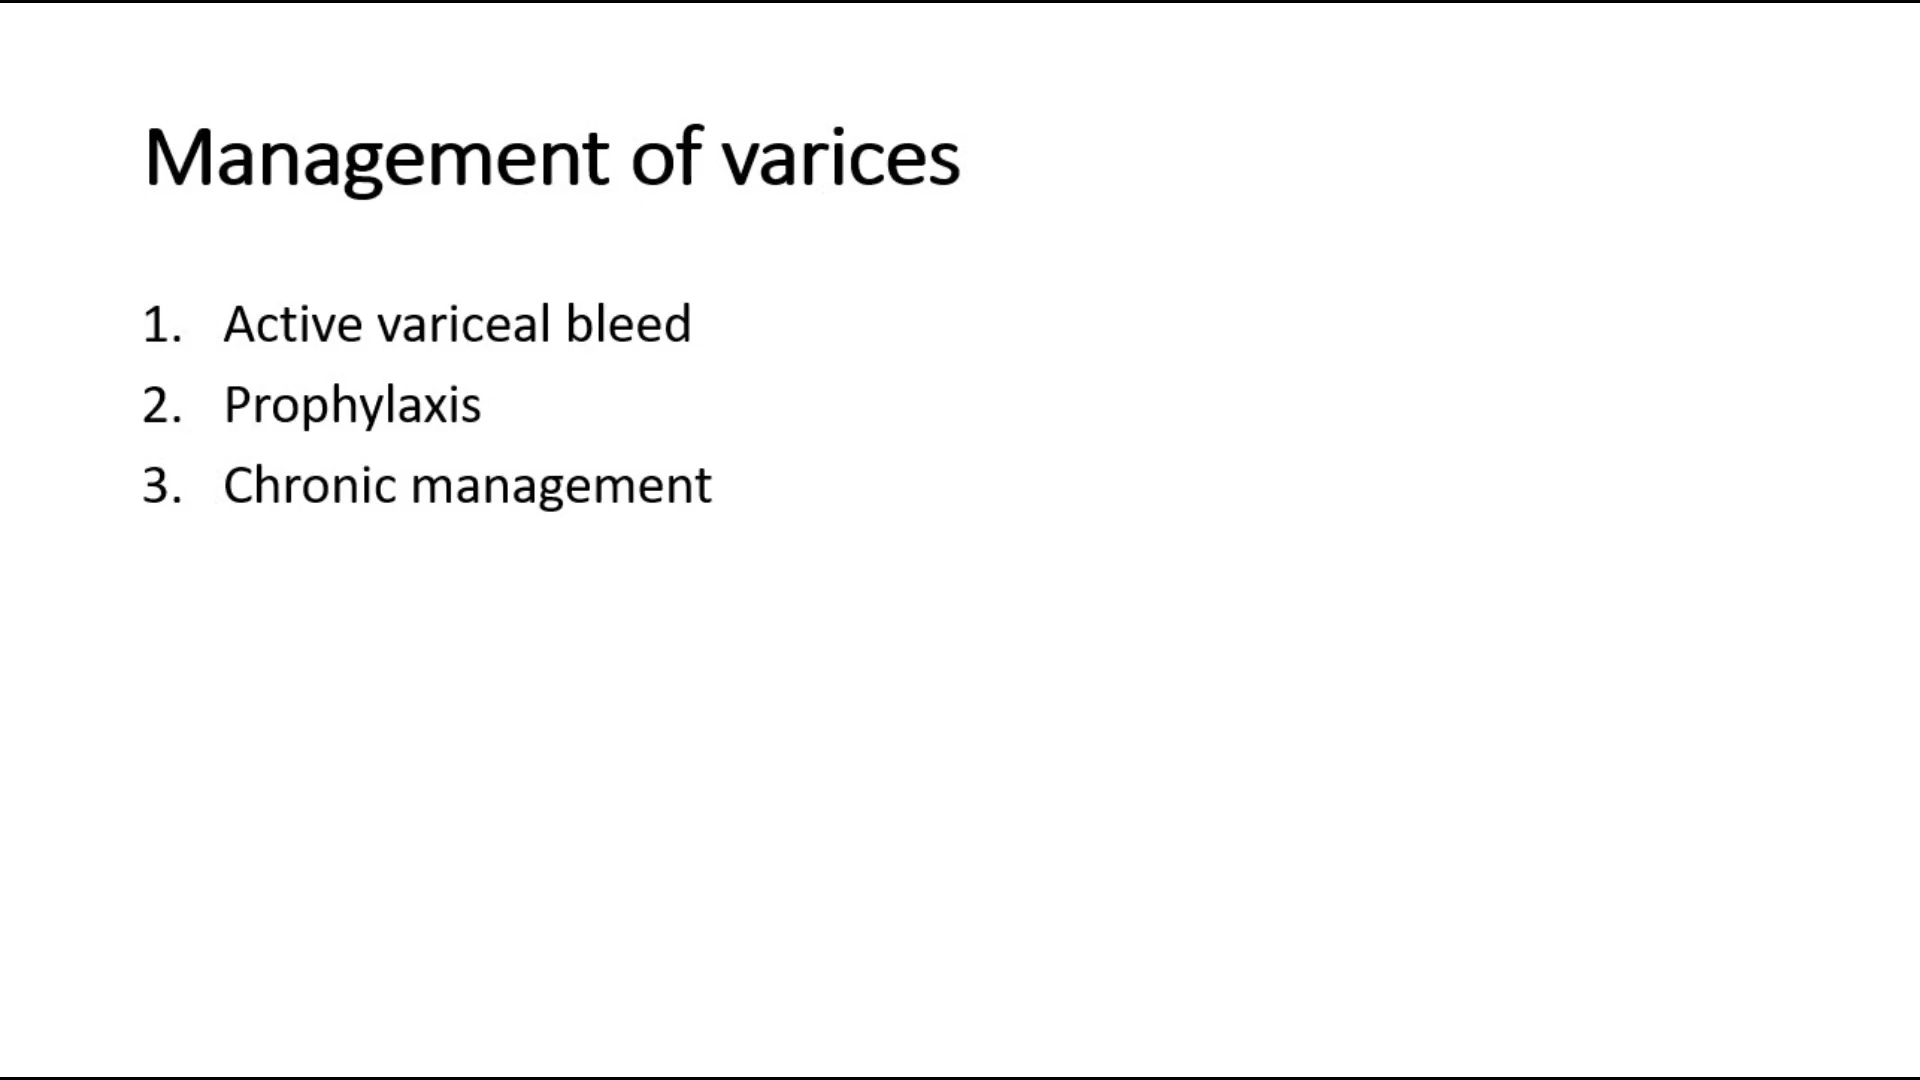 Management of varices
1. Active variceal bleed
2. Prophylaxis
3. Chronic management